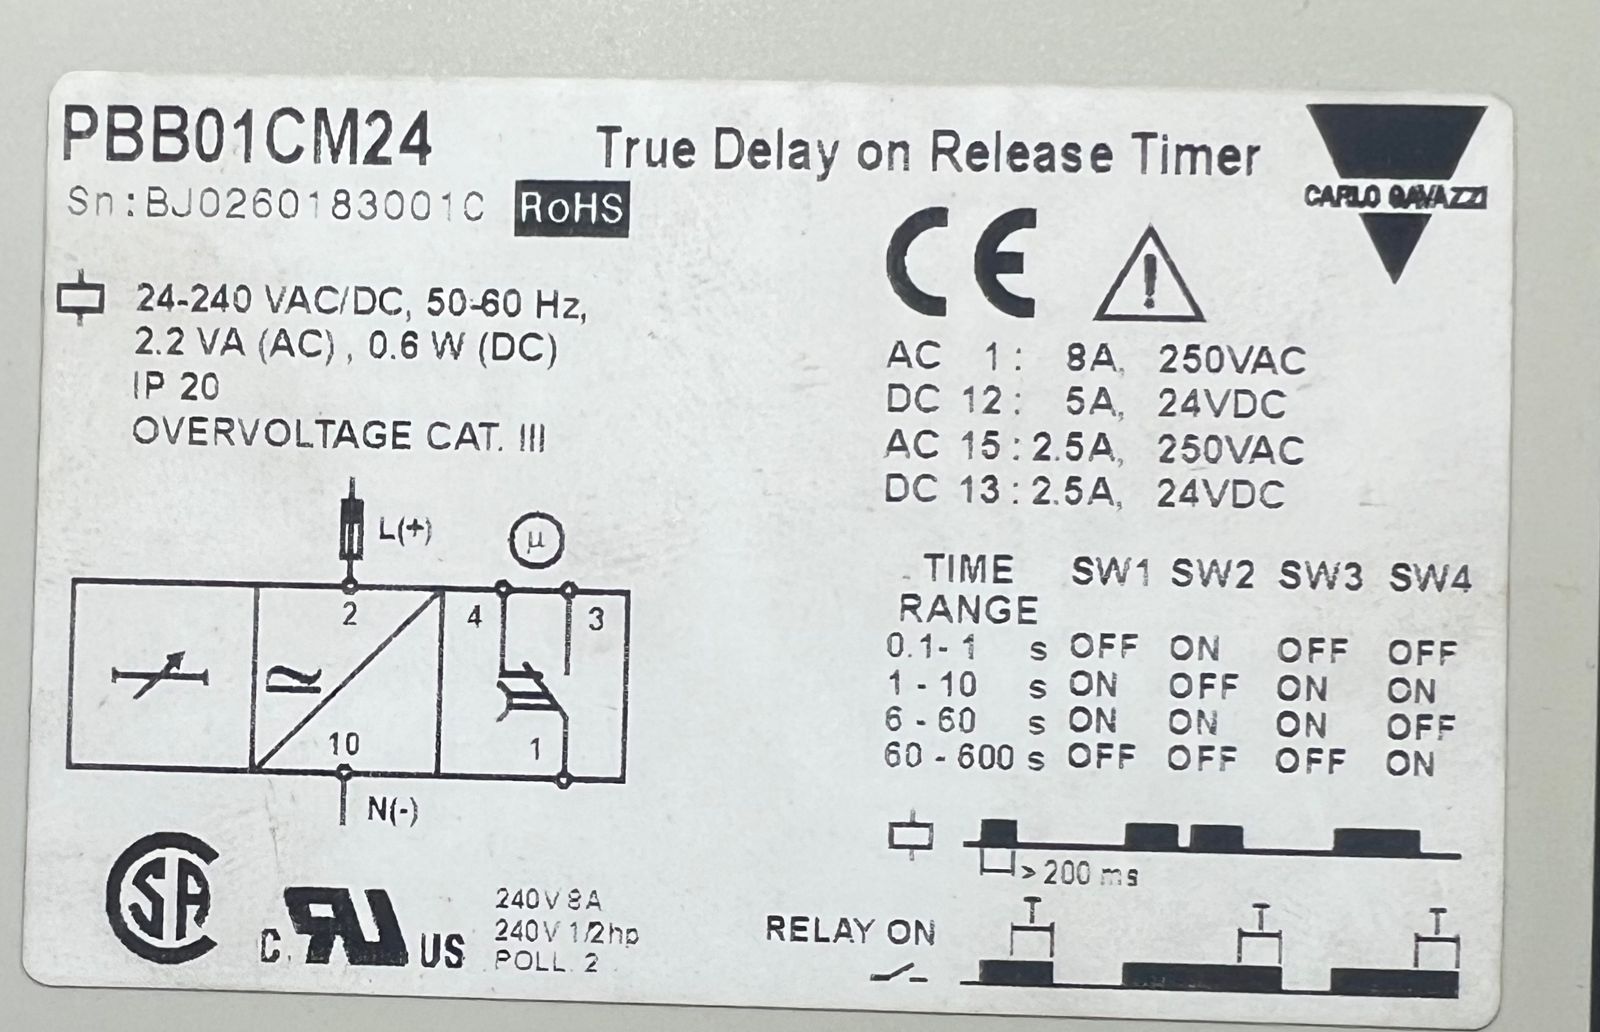 PBB01CM24
True Delay on Release Timer
CARLO GAVAZZI
Sn:BJ0260183001C RoHS
CE
24-240 VAC/DC, 50-60 Hz,
2.2 VA (AC), 0.6 W (DC)
IP 20
OVERVOLTAGE CAT. III
AC 1: 8A, 250VAC
DC 12: 5A, 24VDC
AC 15: 2.5A, 250VAC
DC 13: 2.5A, 24VDC
L(+)
µ
2 4 3
10 1
N(-)
TIME RANGE SW1 SW2 SW3 SW4
0.1-1 s OFF ON OFF OFF
1-10 s ON OFF ON ON
6-60 s ON ON ON OFF
60-600 s OFF OFF OFF ON
> 200 ms
T T T
RELAY ON
SA
C. RU US
240V 8A
240V 1/2hp
POLL. 2